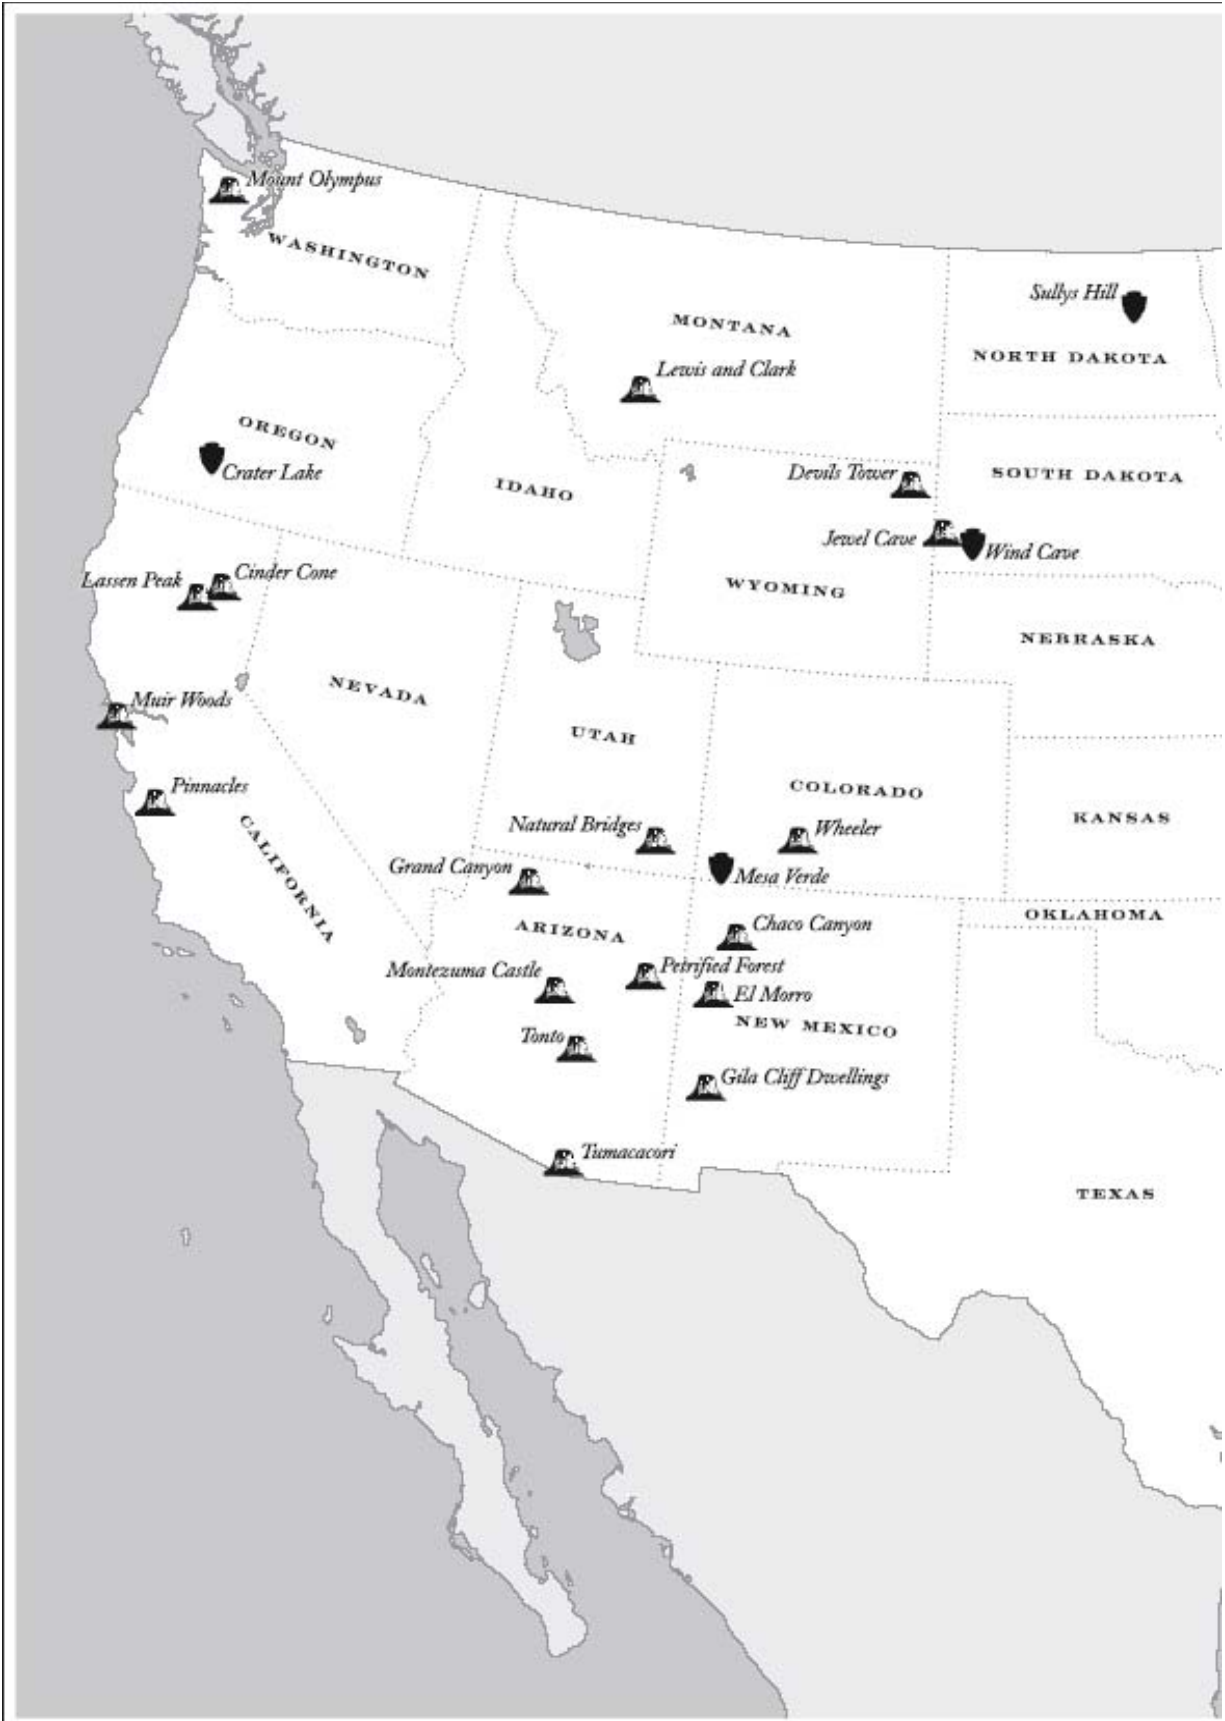 Mount Olympus
WASHINGTON
Sullys Hill
MONTANA
NORTH DAKOTA
Lewis and Clark
OREGON
Crater Lake
IDAHO
Devils Tower
SOUTH DAKOTA
Jewel Cave
Wind Cave
Lassen Peak
Cinder Cone
WYOMING
NEBRASKA
NEVADA
Muir Woods
UTAH
Pinnacles
COLORADO
KANSAS
Natural Bridges
Wheeler
CALIFORNIA
Grand Canyon
Mesa Verde
OKLAHOMA
ARIZONA
Chaco Canyon
Montezuma Castle
Petrified Forest
El Morro
NEW MEXICO
Tonto
Gila Cliff Dwellings
Tumacacori
TEXAS